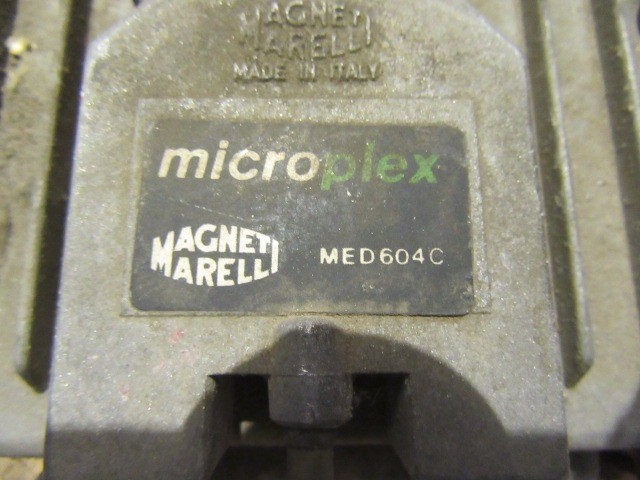 MAGNETI
MARELLI
MADE IN ITALY
microplex
MAGNETI
MARELLI
MED604C